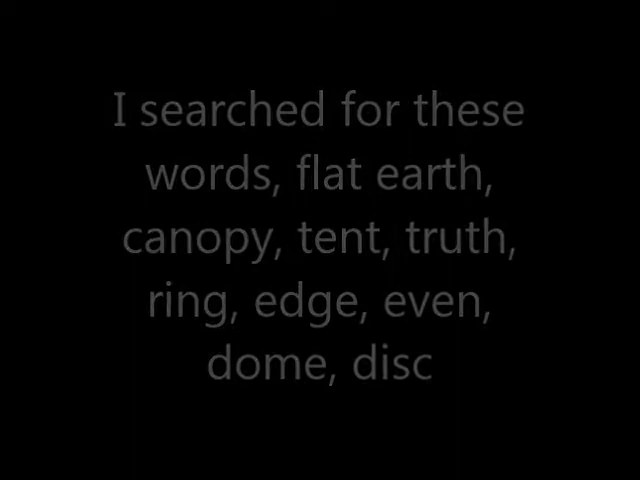 I searched for these
words, flat earth,
canopy, tent, truth,
ring, edge, even,
dome, disc